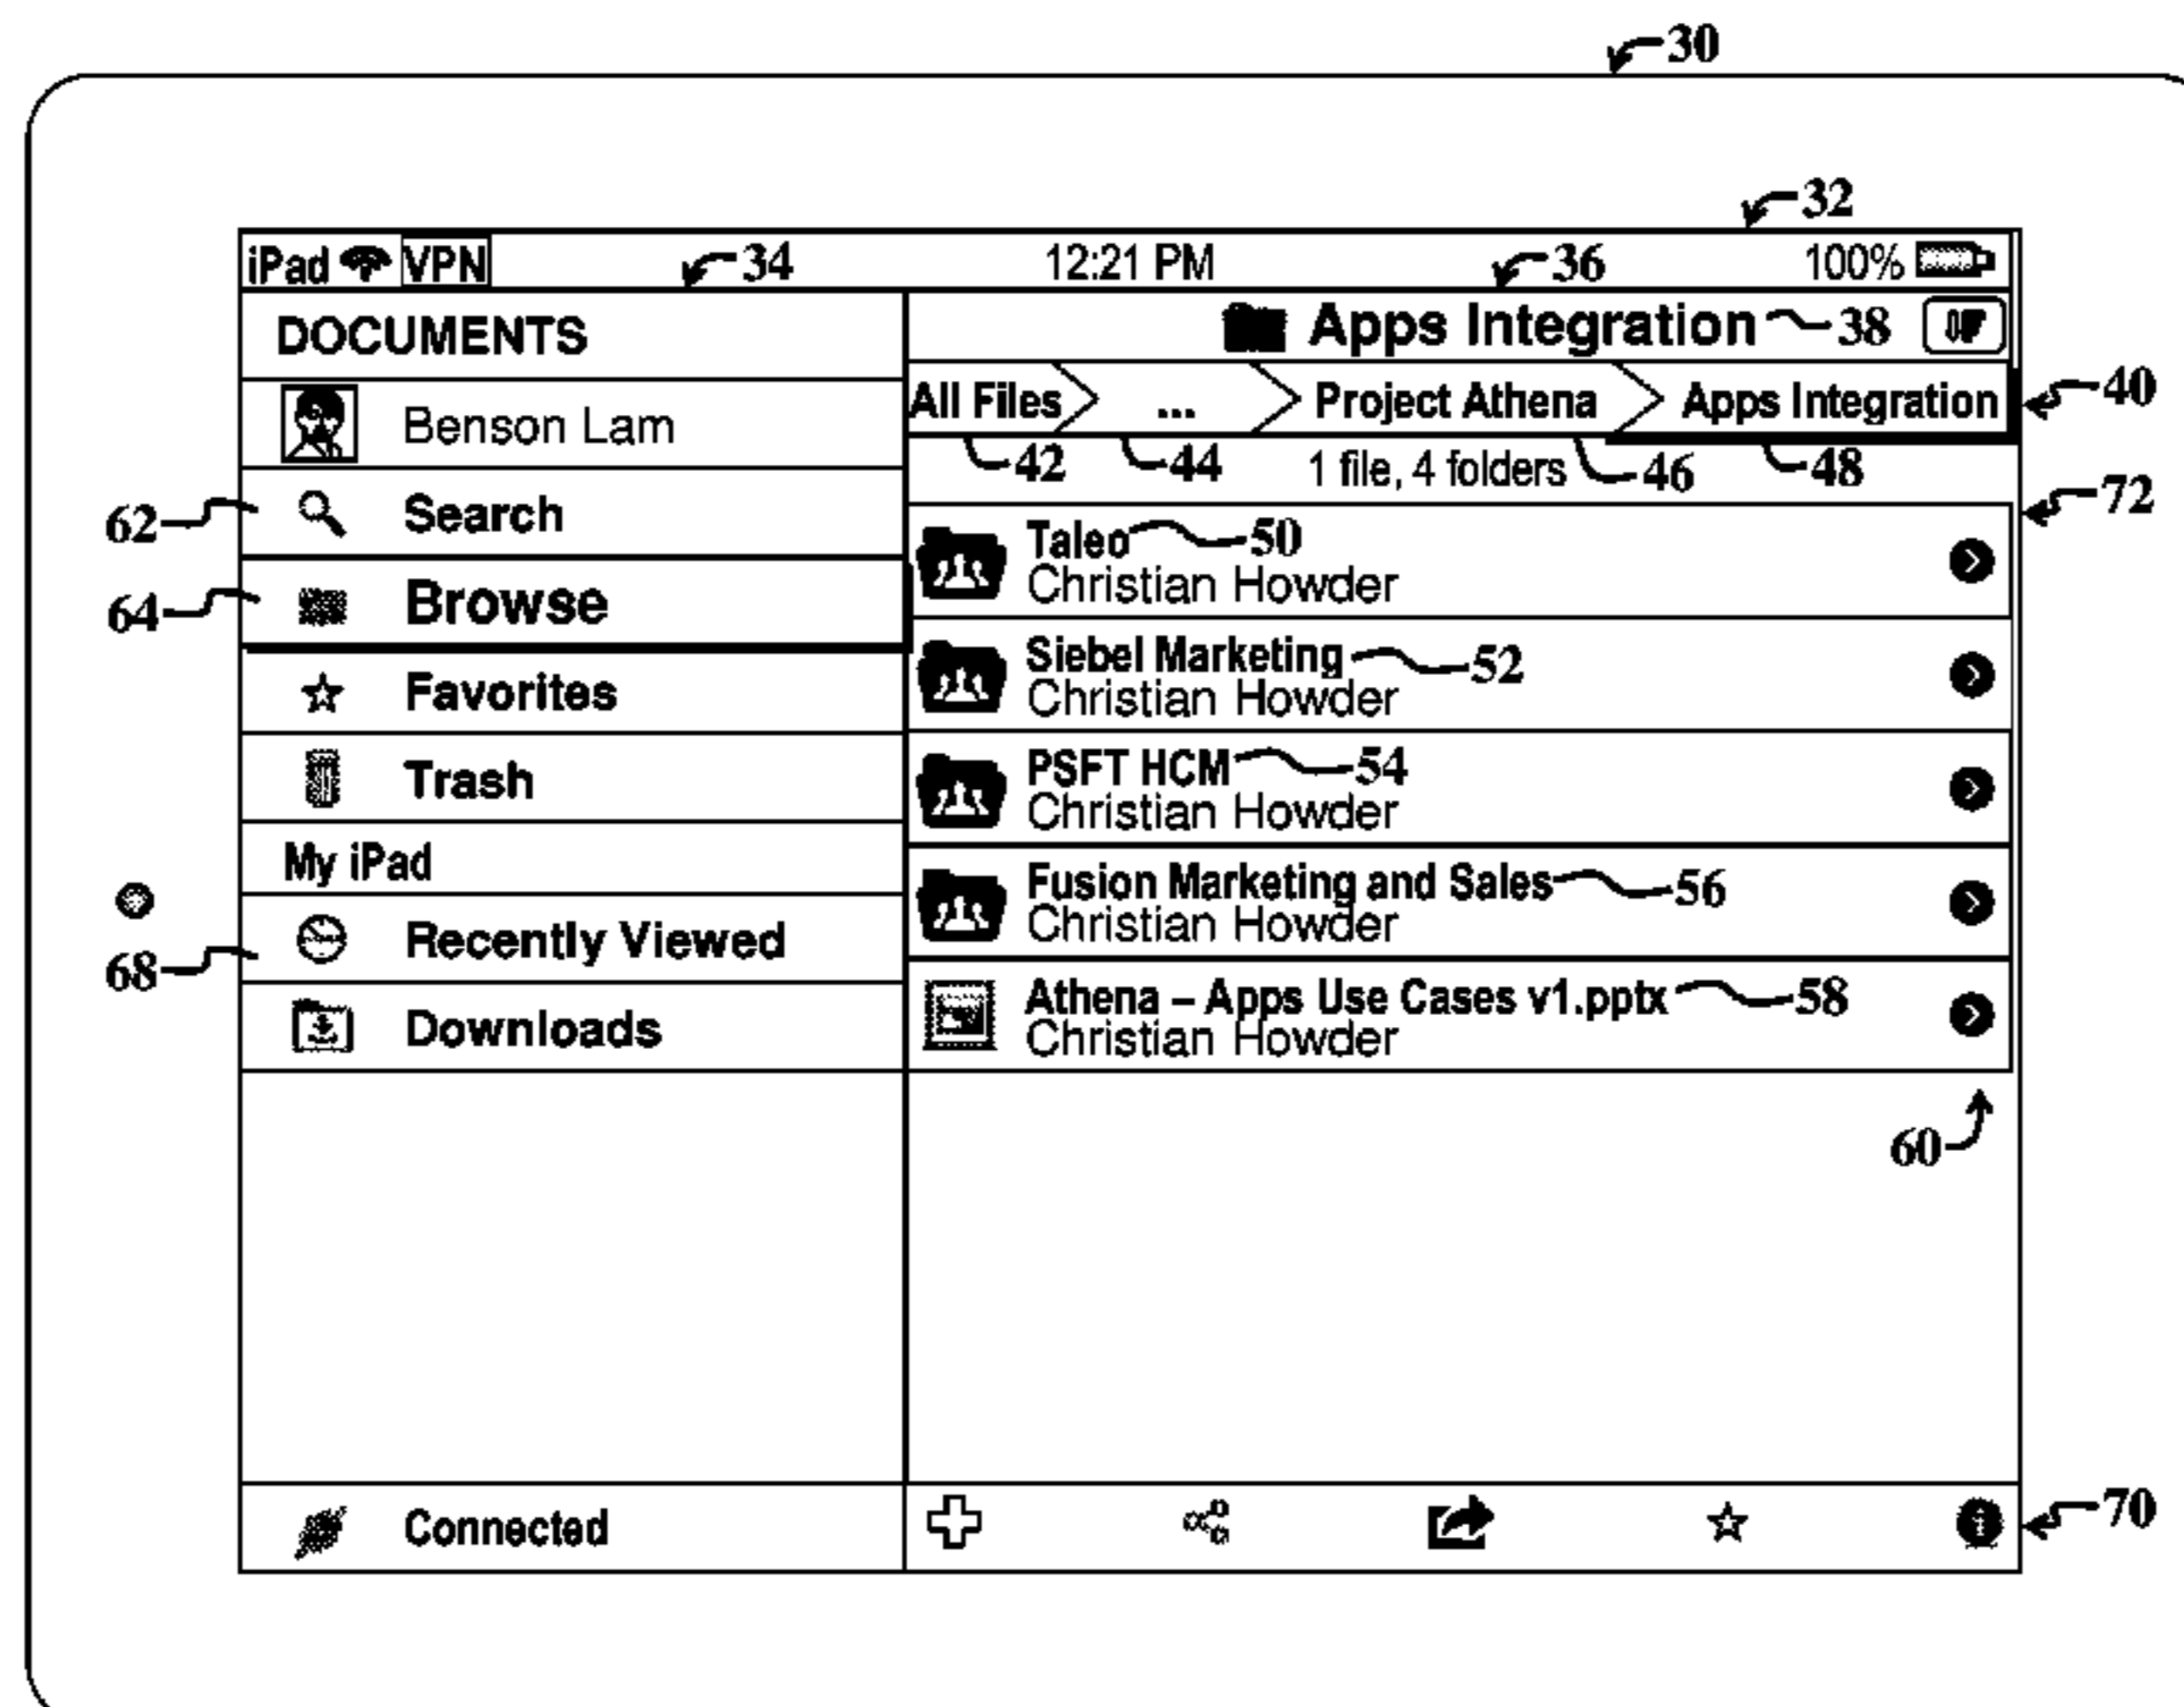 30
32
iPad VPN 34 12:21 PM 36 100%
DOCUMENTS
Benson Lam
62 Search
64 Browse
Favorites
Trash
My iPad
68 Recently Viewed
Downloads
Connected
Apps Integration 38
All Files ... Project Athena Apps Integration 40
42 44 1 file, 4 folders 46 48
72
Taleo 50
Christian Howder
Siebel Marketing 52
Christian Howder
PSFT HCM 54
Christian Howder
Fusion Marketing and Sales 56
Christian Howder
Athena – Apps Use Cases v1.pptx 58
Christian Howder
60
70